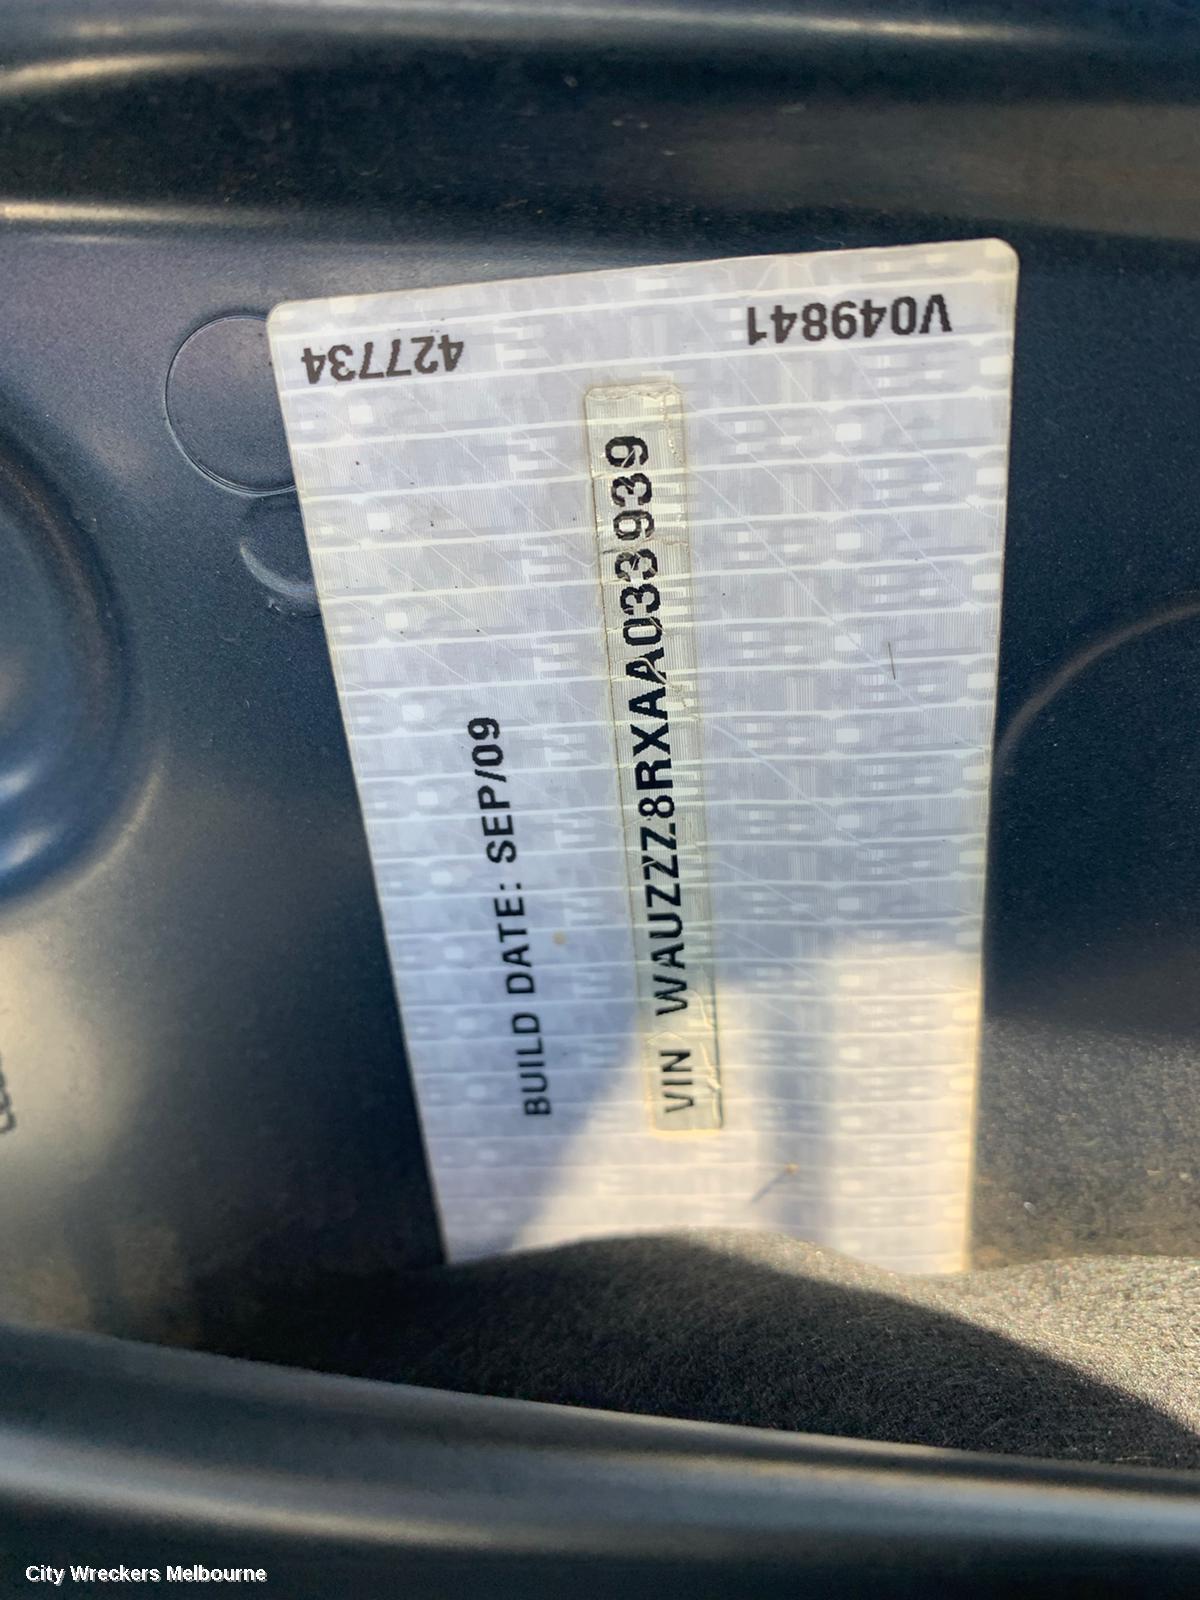 V049841
427734
BUILD DATE: SEP/09
VIN WAUZZZ8RXAA033939
City Wreckers Melbourne